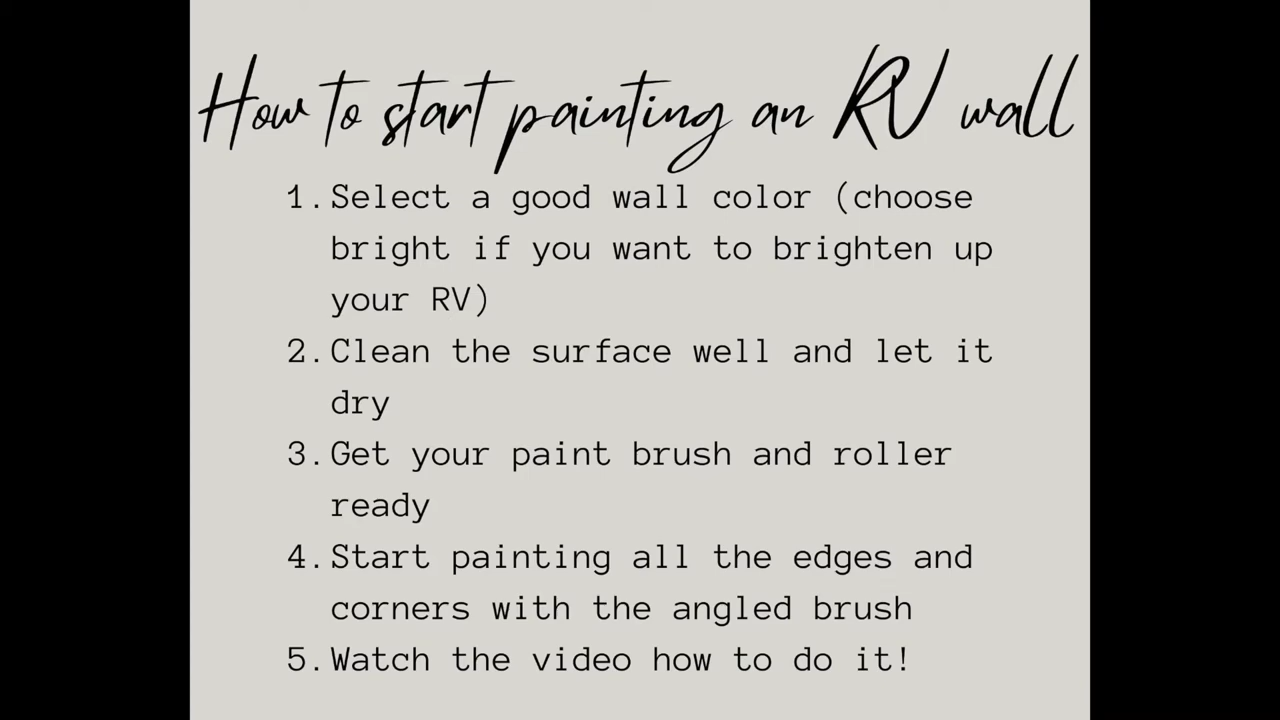 How to start painting an RV wall
1. Select a good wall color (choose
bright if you want to brighten up
your RV)
2. Clean the surface well and let it
dry
3. Get your paint brush and roller
ready
4. Start painting all the edges and
corners with the angled brush
5. Watch the video how to do it!